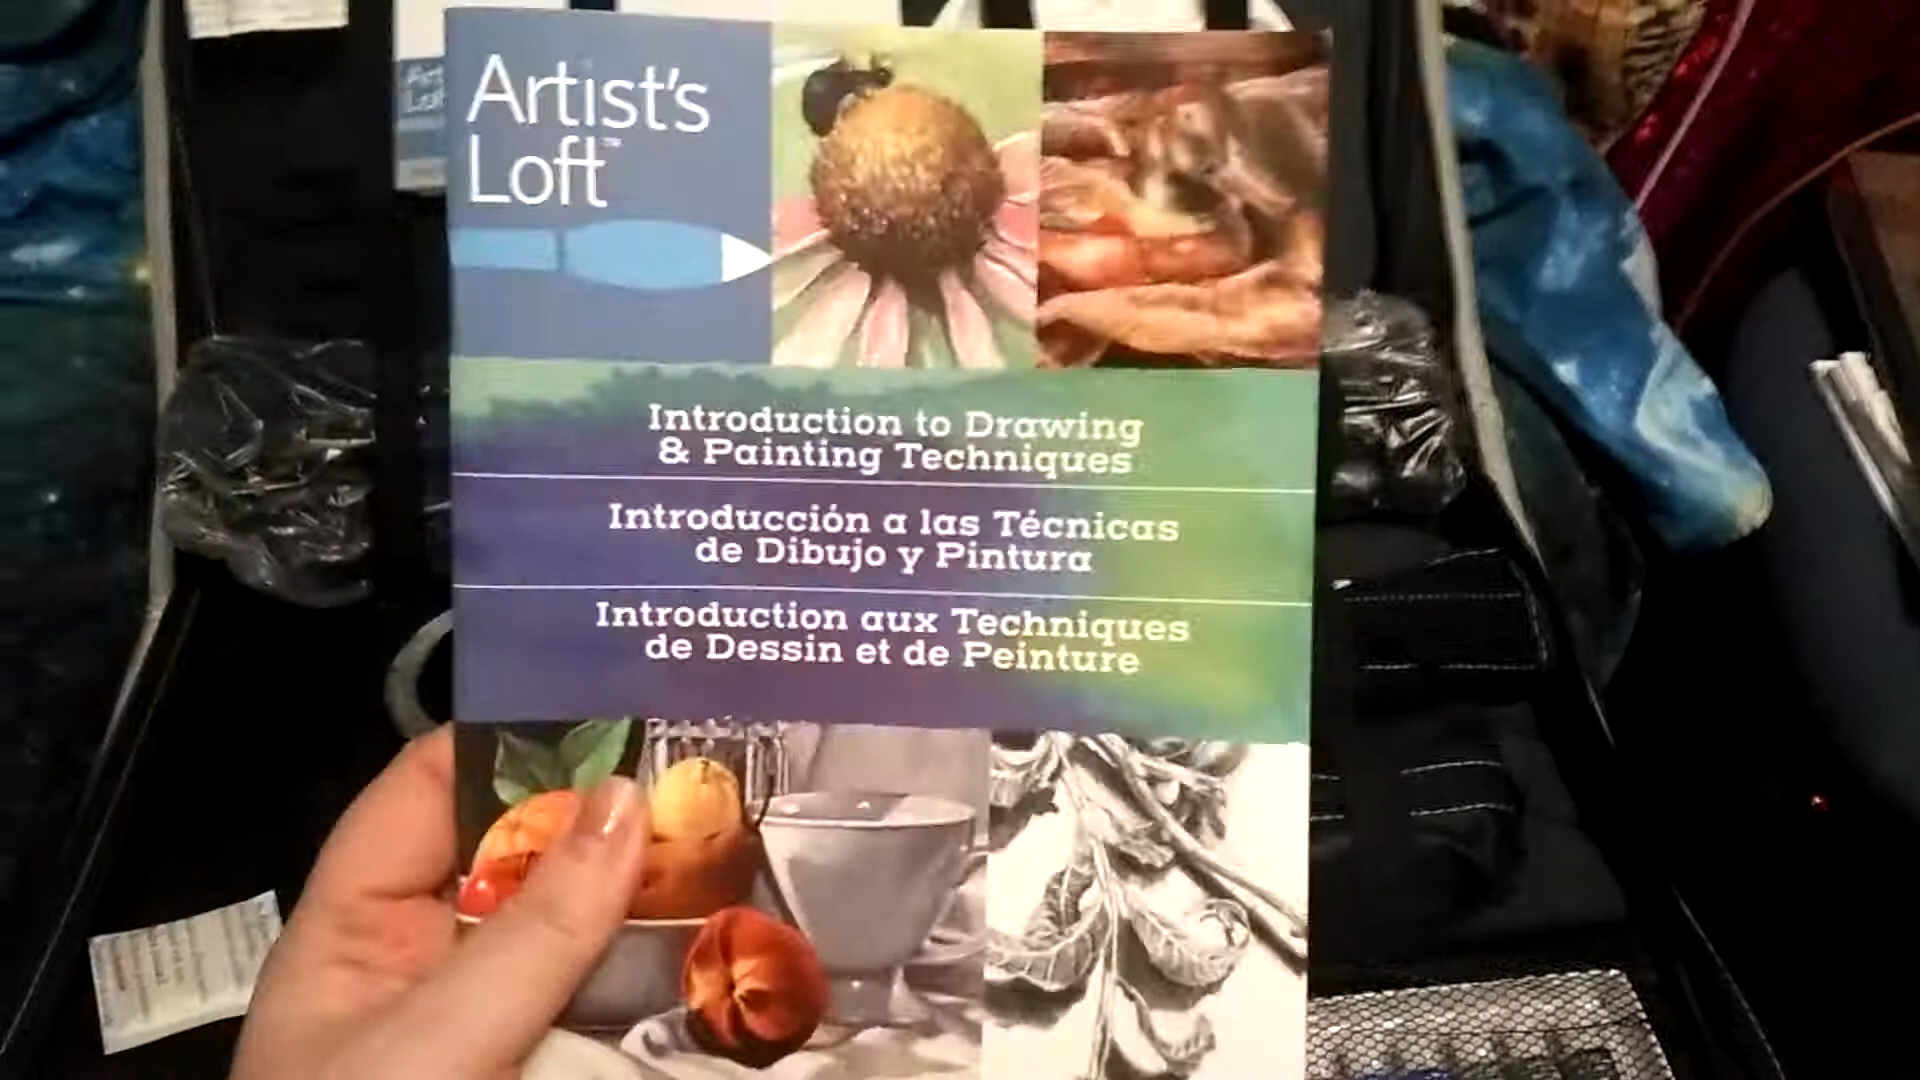 Artist's
Loft™
Introduction to Drawing
& Painting Techniques
Introducción a las Técnicas
de Dibujo y Pintura
Introduction aux Techniques
de Dessin et de Peinture